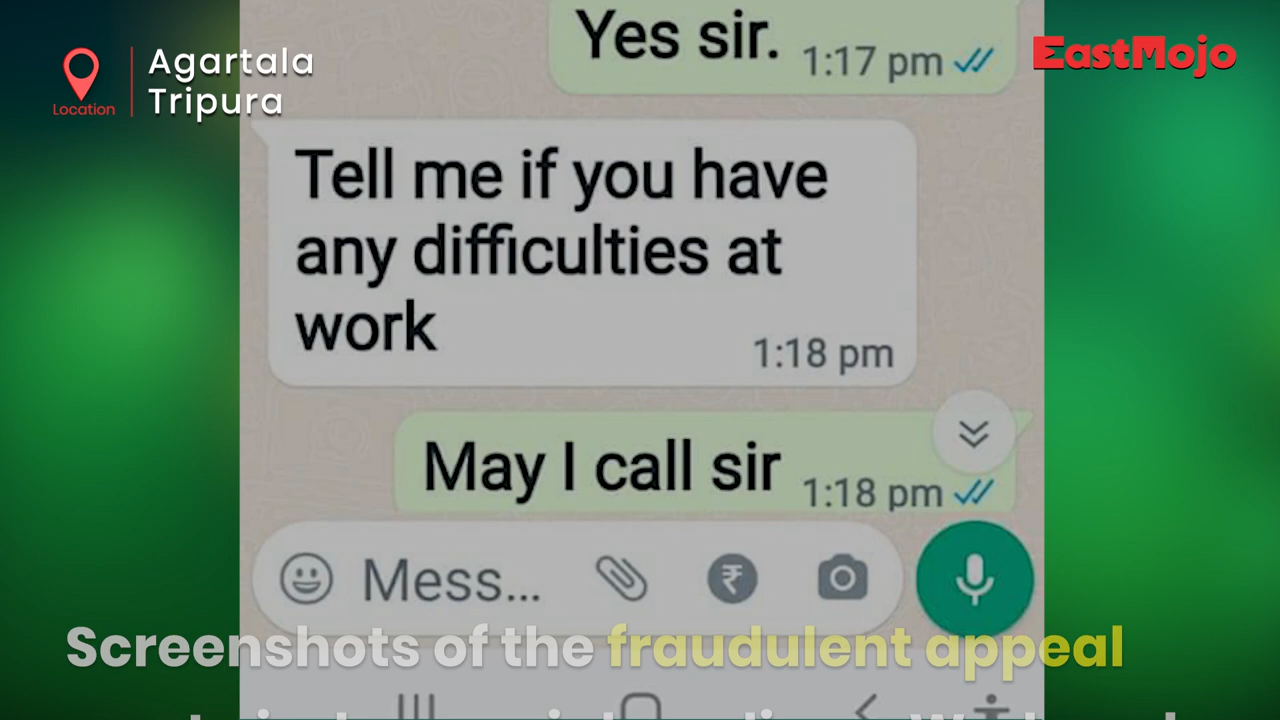 Agartala
Tripura
Location
EastMojo
Yes sir. 1:17 pm
Tell me if you have
any difficulties at
work
1:18 pm
May I call sir 1:18 pm
Mess...
Screenshots of the fraudulent appeal